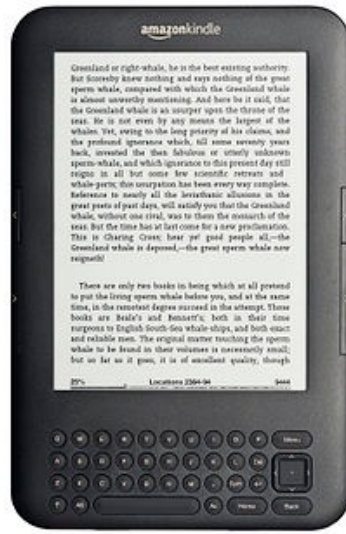 amazonkindle
Greenland or right-whale, he is the best existing authority.
But Scoresby knew nothing and says nothing of the great
sperm whale, compared with which the Greenland whale
is almost unworthy mentioning. And here be it said, that
the Greenland whale is an usurper upon the throne of the
seas. He is not even by any means the largest of the
whales. Yet, owing to the long priority of his claims, and
the profound ignorance which, till some seventy years
back, invested the then fabulous or utterly unknown
sperm-whale, and which ignorance to this present day still
reigns in all but some few scientific retreats and
whale-ports; this usurpation has been every way complete.
Reference to nearly all the leviathanic allusions in the
great poets of past days, will satisfy you that the Greenland
whale, without one rival, was to them the monarch of the
seas. But the time has at last come for a new proclamation.
This is Charing Cross; hear ye! good people all,—the
Greenland whale is deposed,—the great sperm whale now
reigneth!
There are only two books in being which at all pretend
to put the living sperm whale before you, and at the same
time, in the remotest degree succeed in the attempt. Those
books are Beale's and Bennett's; both in their time
surgeons to English South-Sea whale-ships, and both exact
and reliable men. The original matter touching the sperm
whale to be found in their volumes is necessarily small;
but so far as it goes, it is of excellent quality, though
25% Locations 2384-94 9444
Q W E R T Y U I O P Menu
A S D F G H J K L Del
Z X C V B N M . Sym
Alt Aa Home Back